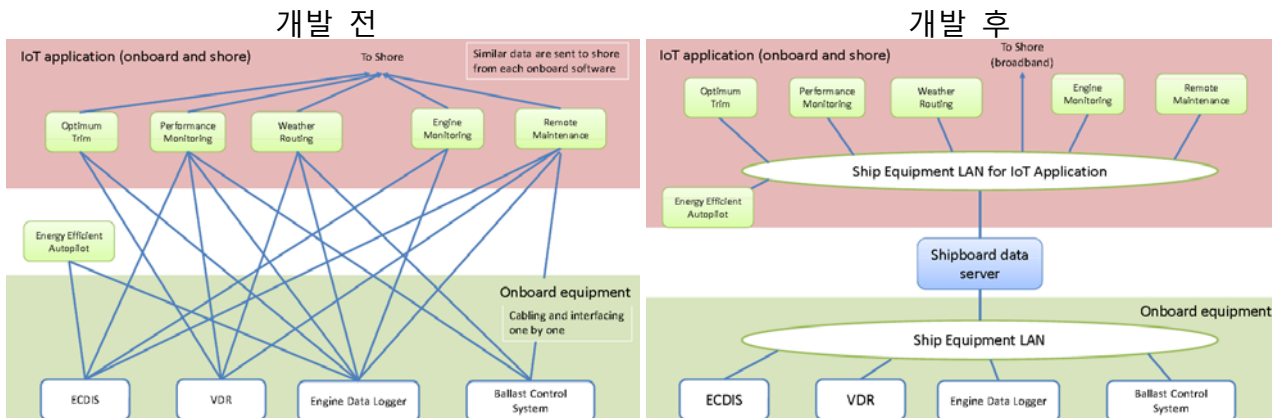 개발 전
IoT application (onboard and shore)
To Shore
Similar data are sent to shore
from each onboard software
Optimum
Trim
Performance
Monitoring
Weather
Routing
Engine
Monitoring
Remote
Maintenance
Energy Efficient
Autopilot
Onboard equipment
Cabling and interfacing
one by one
ECDIS
VDR
Engine Data Logger
Ballast Control
System
개발 후
IoT application (onboard and shore)
To Shore
(broadband)
Optimum
Trim
Performance
Monitoring
Weather
Routing
Engine
Monitoring
Remote
Maintenance
Ship Equipment LAN for IoT Application
Energy Efficient
Autopilot
Shipboard data
server
Onboard equipment
Ship Equipment LAN
ECDIS
VDR
Engine Data Logger
Ballast Control
System